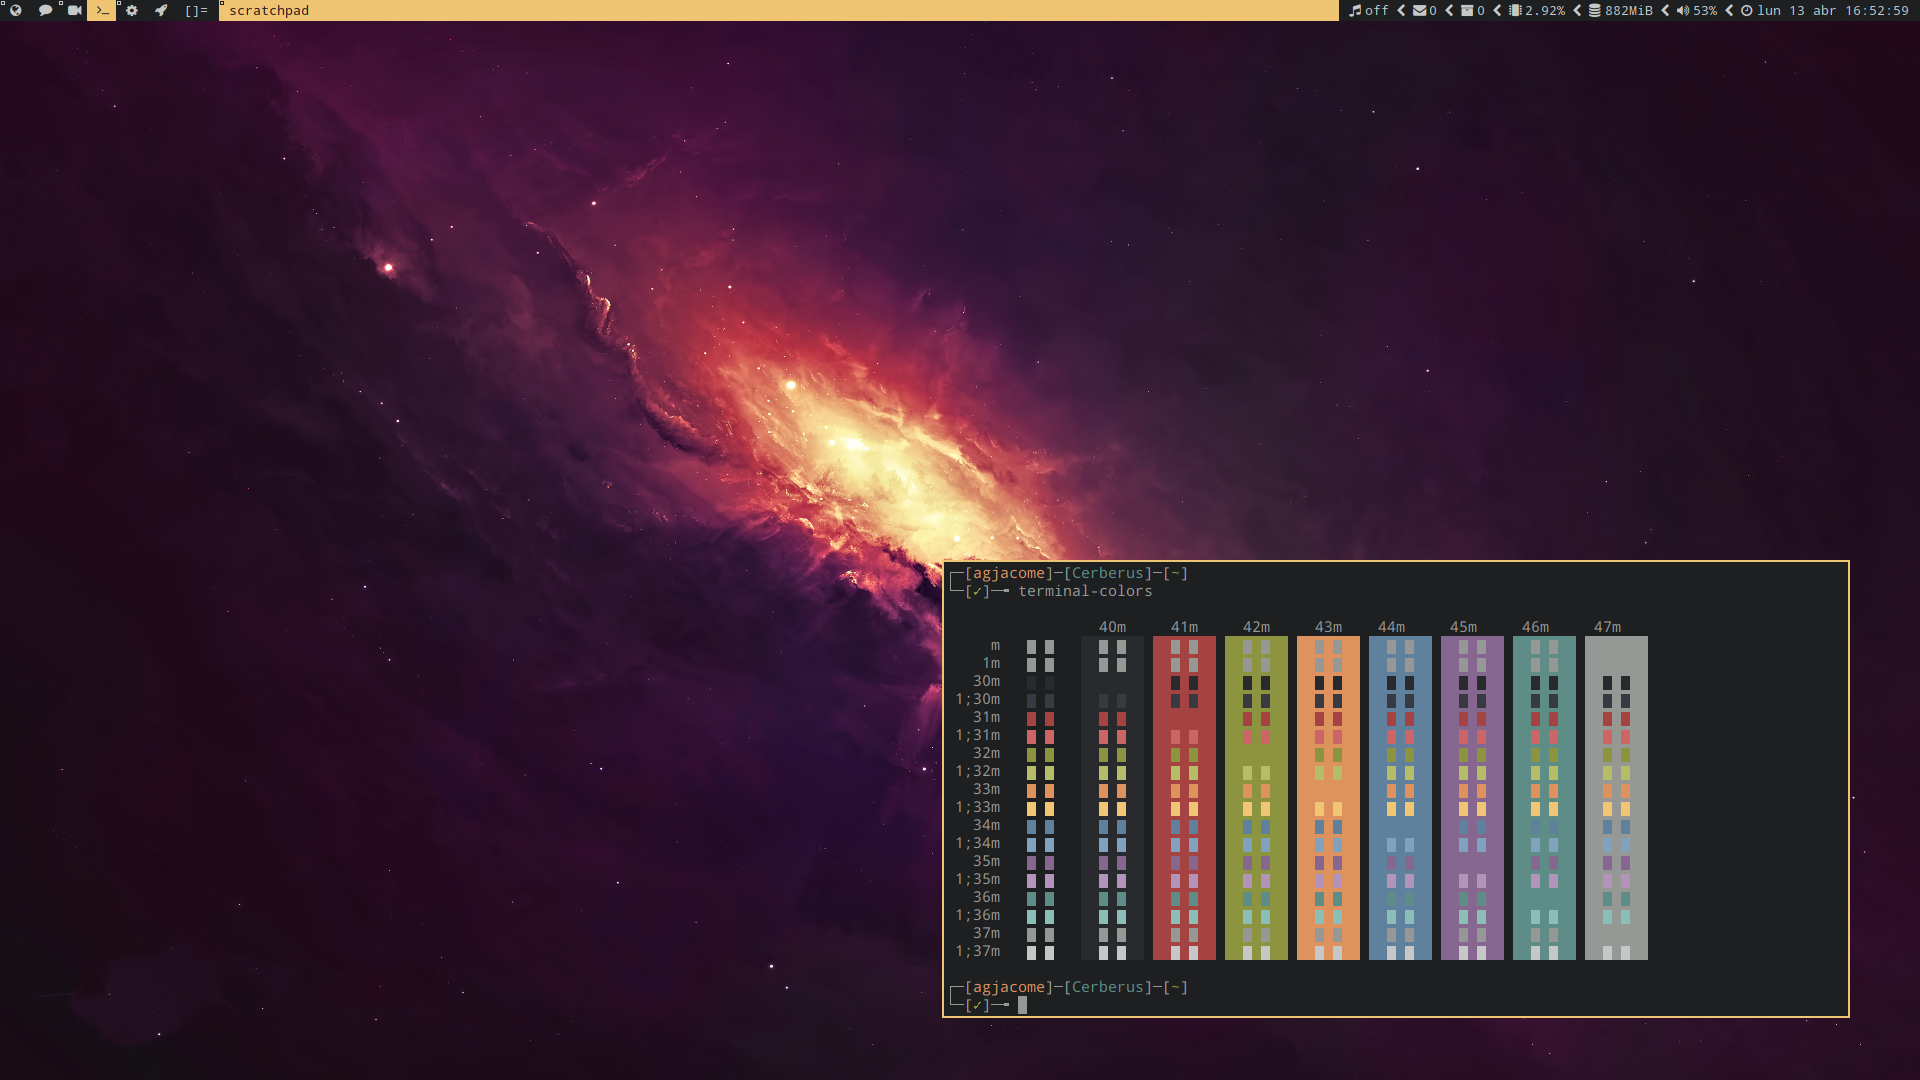 []= scratchpad off 0 0 2.92% 882MiB 53% lun 13 abr 16:52:59
[agjacome]─[Cerberus]─[~]
[✓] terminal-colors
40m 41m 42m 43m 44m 45m 46m 47m
m
1m
30m
1;30m
31m
1;31m
32m
1;32m
33m
1;33m
34m
1;34m
35m
1;35m
36m
1;36m
37m
1;37m
[agjacome]─[Cerberus]─[~]
[✓]